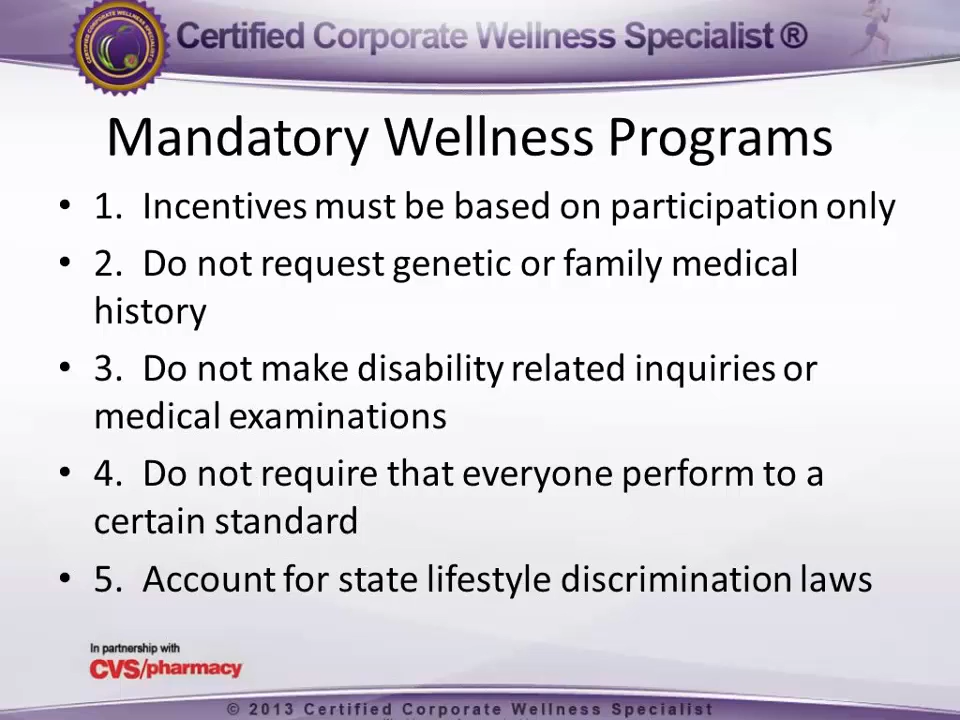 Certified Corporate Wellness Specialist ®
Mandatory Wellness Programs
• 1. Incentives must be based on participation only
• 2. Do not request genetic or family medical
history
• 3. Do not make disability related inquiries or
medical examinations
• 4. Do not require that everyone perform to a
certain standard
• 5. Account for state lifestyle discrimination laws
In partnership with
CVS/pharmacy
© 2013 Certified Corporate Wellness Specialist